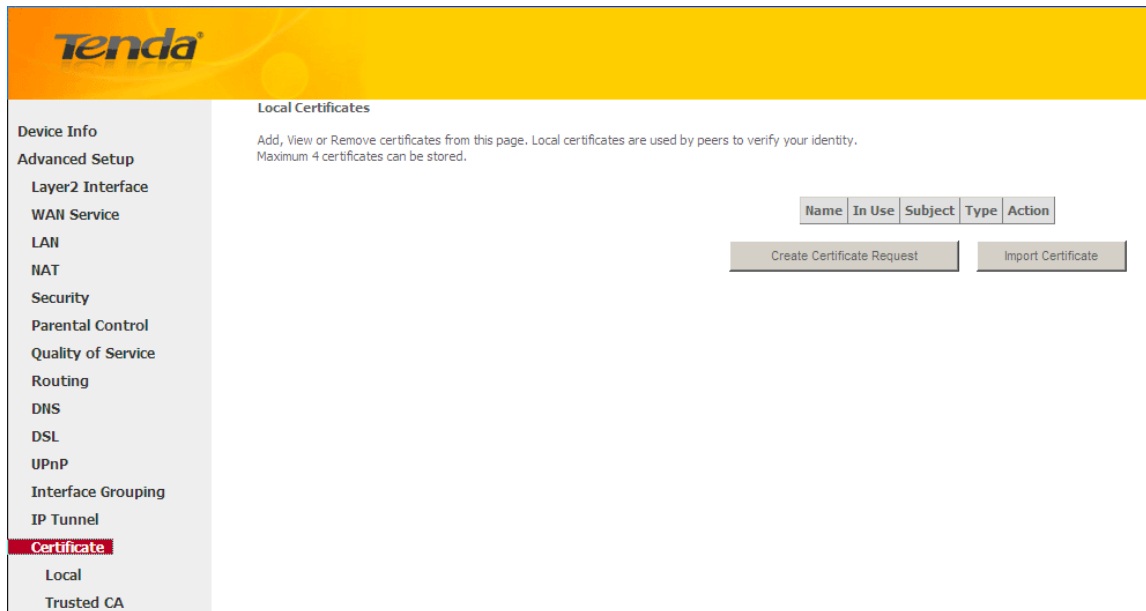 Tenda®
Local Certificates
Add, View or Remove certificates from this page. Local certificates are used by peers to verify your identity.
Maximum 4 certificates can be stored.
Name In Use Subject Type Action
Create Certificate Request Import Certificate
Device Info
Advanced Setup
Layer2 Interface
WAN Service
LAN
NAT
Security
Parental Control
Quality of Service
Routing
DNS
DSL
UPnP
Interface Grouping
IP Tunnel
Certificate
Local
Trusted CA